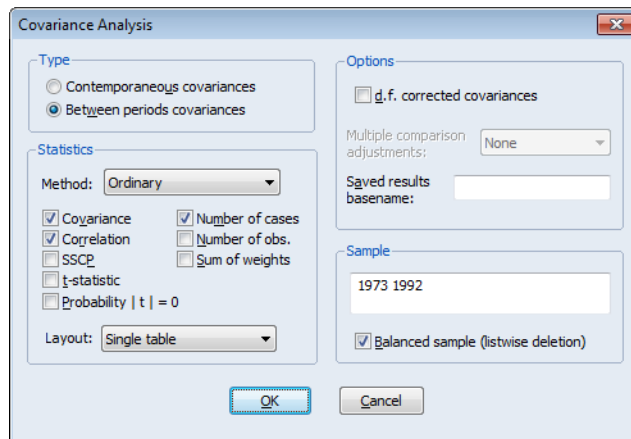 Covariance Analysis
Type
Contemporaneous covariances
Between periods covariances
Statistics
Method: Ordinary
Covariance
Number of cases
Correlation
Number of obs.
SSCP
Sum of weights
t-statistic
Probability | t | = 0
Layout: Single table
Options
d.f. corrected covariances
Multiple comparison
adjustments: None
Saved results
basename:
Sample
1973 1992
Balanced sample (listwise deletion)
OK
Cancel